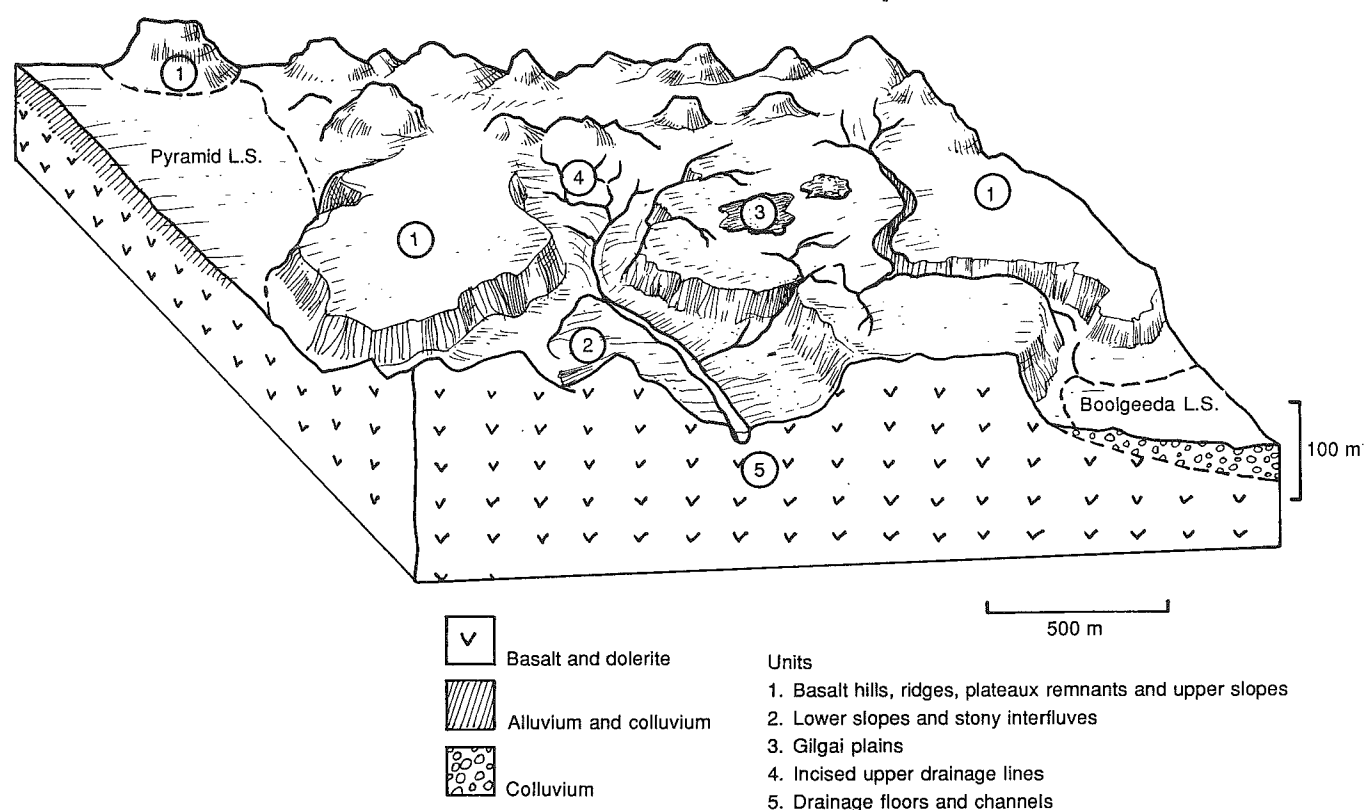 1
Pyramid L.S.
4
3
1
1
2
Boolgeeda L.S.
100 m
5
500 m
Basalt and dolerite
Alluvium and colluvium
Colluvium
Units
1. Basalt hills, ridges, plateaux remnants and upper slopes
2. Lower slopes and stony interfluves
3. Gilgai plains
4. Incised upper drainage lines
5. Drainage floors and channels